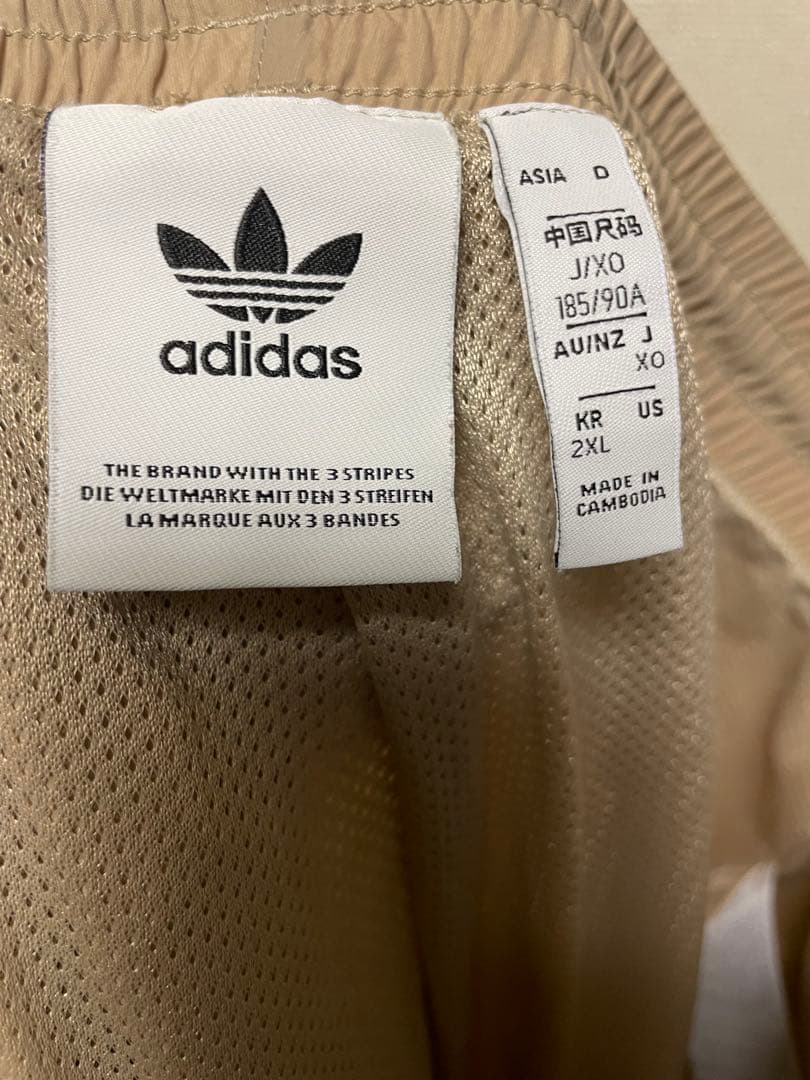 adidas
THE BRAND WITH THE 3 STRIPES
DIE WELTMARKE MIT DEN 3 STREIFEN
LA MARQUE AUX 3 BANDES
ASIA D
中国尺码
J/XO
185/90A
AU/NZ J
XO
KR US
2XL
MADE IN
CAMBODIA